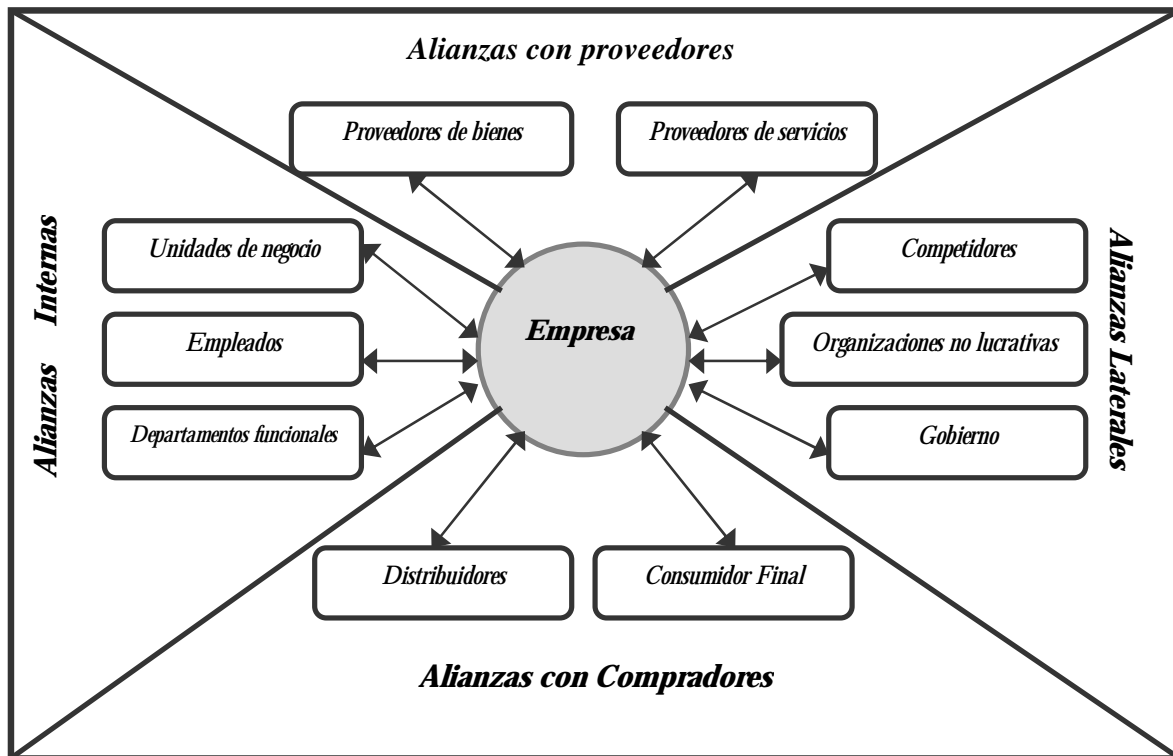 Alianzas con proveedores
Proveedores de bienes
Proveedores de servicios
Alianzas Internas
Unidades de negocio
Empleados
Departamentos funcionales
Empresa
Competidores
Organizaciones no lucrativas
Gobierno
Alianzas Laterales
Distribuidores
Consumidor Final
Alianzas con Compradores